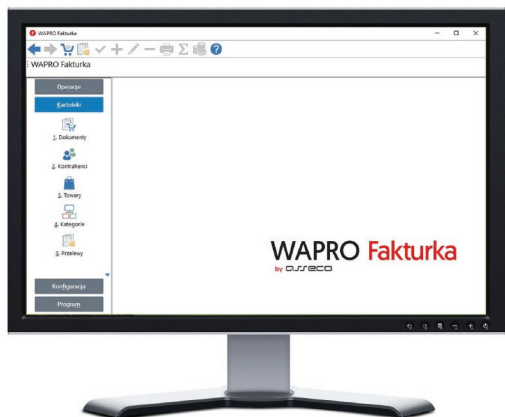 WAPRO Fakturka
WAPRO Fakturka
Operacje
Kartoteki
1. Dokumenty
2. Kontrahenci
3. Towary
4. Kategorie
5. Przelewy
Konfiguracja
Program
WAPRO Fakturka
by asseco